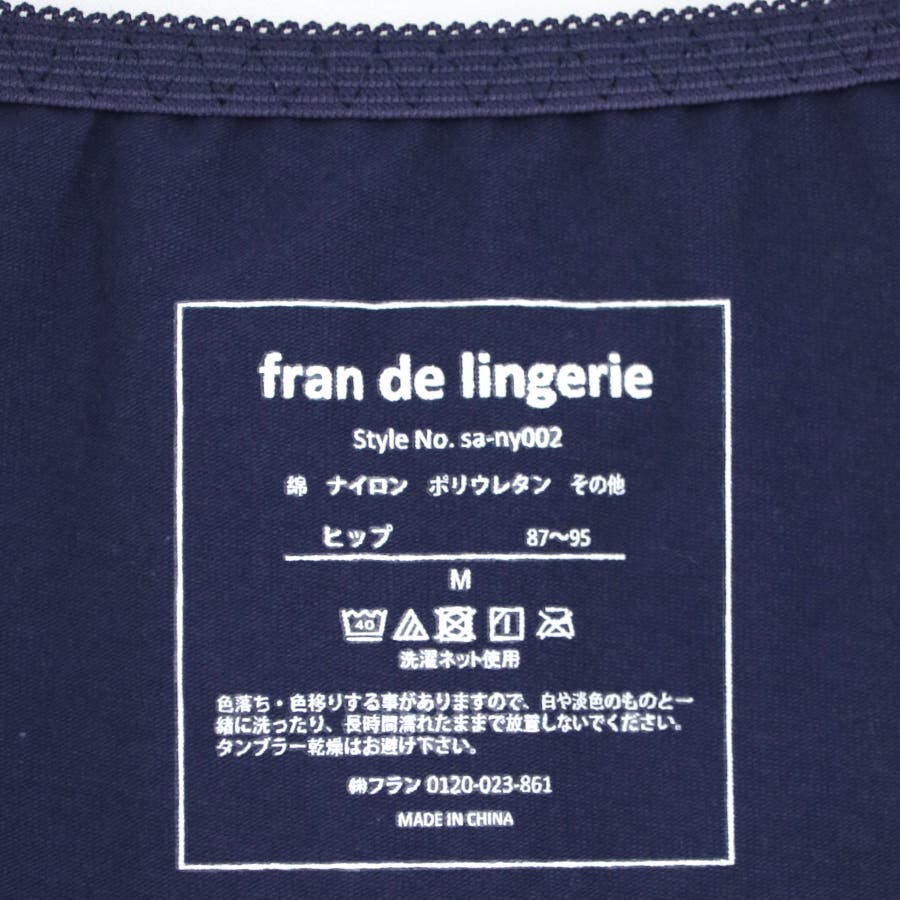 fran de lingerie
Style No. sa-ny002
綿 ナイロン ポリウレタン その他
ヒップ 87〜95
M
40
洗濯ネット使用
色落ち・色移りする事がありますので、白や淡色のものと一
緒に洗ったり、長時間濡れたままで放置しないでください。
タンブラー乾燥はお避け下さい。
㈱フラン 0120-023-861
MADE IN CHINA